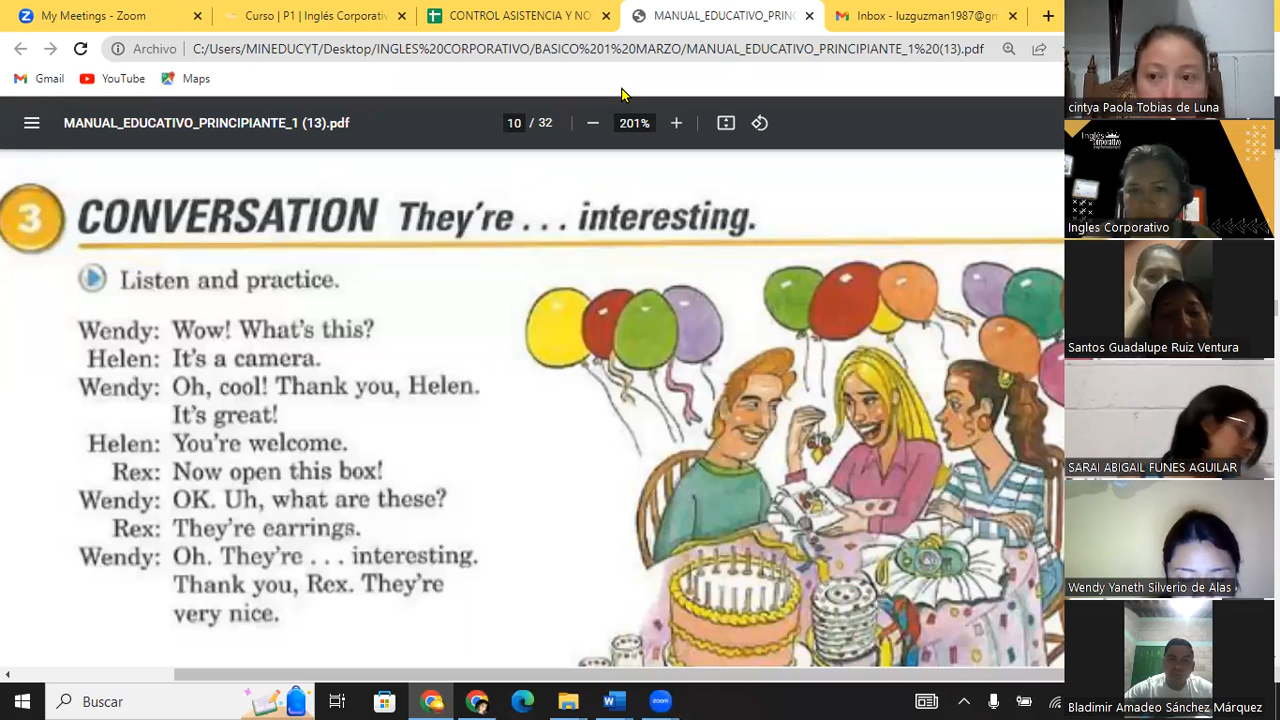 My Meetings - Zoom
Curso | P1 | Inglés Corporativ
CONTROL ASISTENCIA Y NO
MANUAL_EDUCATIVO_PRINC
Inbox - luzguzman1987@gm
Archivo
C:/Users/MINEDUCYT/Desktop/INGLES%20CORPORATIVO/BASICO%201%20MARZO/MANUAL_EDUCATIVO_PRINCIPIANTE_1%20(13).pdf
Gmail
YouTube
Maps
MANUAL_EDUCATIVO_PRINCIPIANTE_1 (13).pdf
10 / 32
201%
3 CONVERSATION They're . . . interesting.
Listen and practice.
Wendy: Wow! What's this?
Helen: It's a camera.
Wendy: Oh, cool! Thank you, Helen.
It's great!
Helen: You're welcome.
Rex: Now open this box!
Wendy: OK. Uh, what are these?
Rex: They're earrings.
Wendy: Oh. They're . . . interesting.
Thank you, Rex. They're
very nice.
cintya Paola Tobias de Luna
Inglés
Corporativo
Ingles Corporativo
Santos Guadalupe Ruiz Ventura
SARAI ABIGAIL FUNES AGUILAR
Wendy Yaneth Silverio de Alas
Bladimir Amadeo Sánchez Márquez
Buscar
zoom